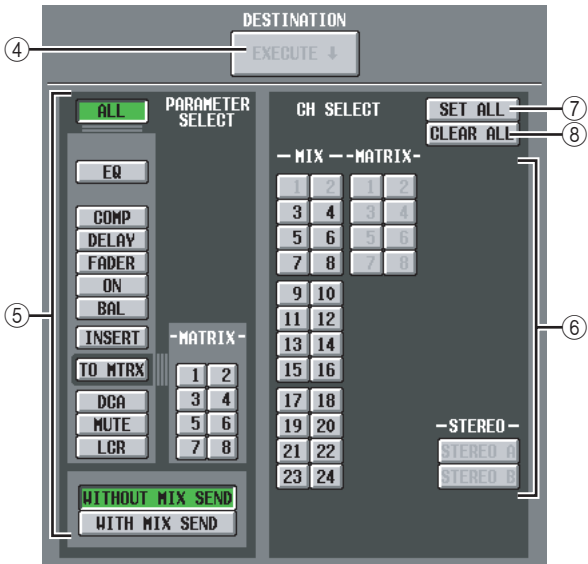 DESTINATION
④ EXECUTE ↓
⑤
ALL PARAMETER SELECT
EQ
COMP
DELAY
FADER
ON
BAL
INSERT
TO MTRX
DCA
MUTE
LCR
-MATRIX-
1 2
3 4
5 6
7 8
WITHOUT MIX SEND
WITH MIX SEND
CH SELECT
SET ALL ⑦
CLEAR ALL ⑧
⑥
-MIX-
1 2
3 4
5 6
7 8
9 10
11 12
13 14
15 16
17 18
19 20
21 22
23 24
-MATRIX-
1 2
3 4
5 6
7 8
-STEREO-
STEREO A
STEREO B